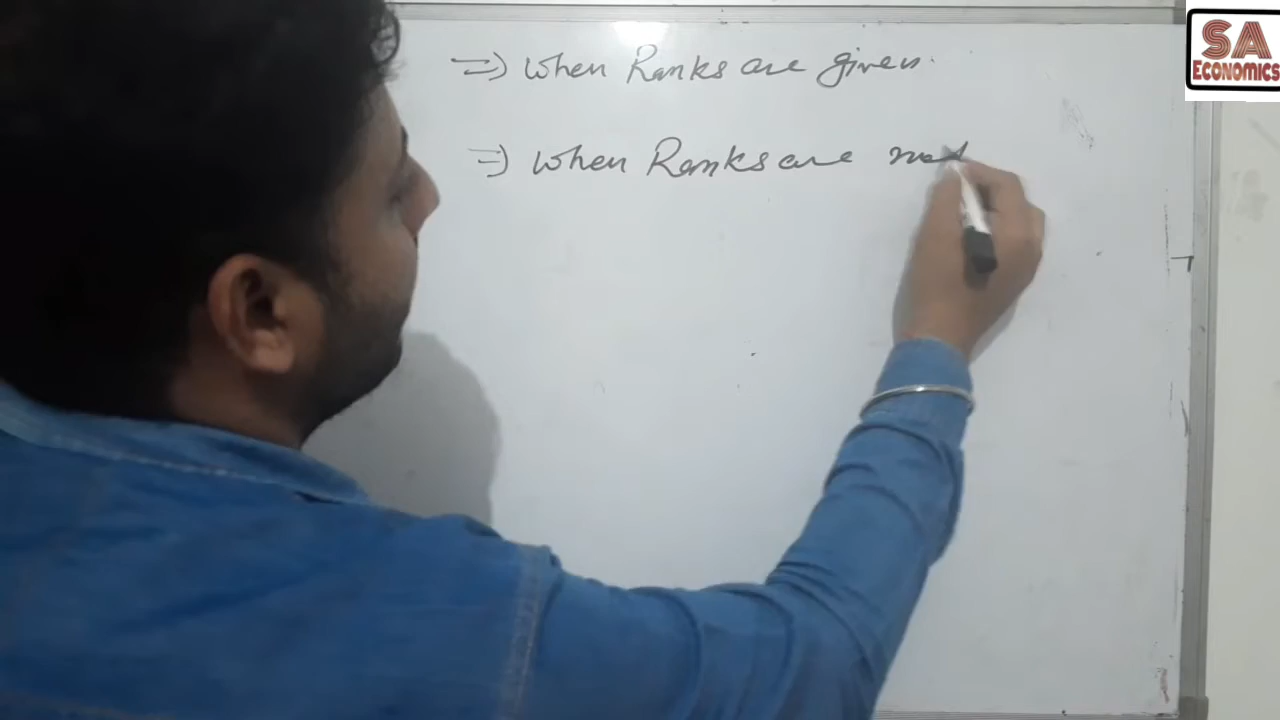 => When Ranks are given.
SA
ECONOMICS
=> When Ranks are not